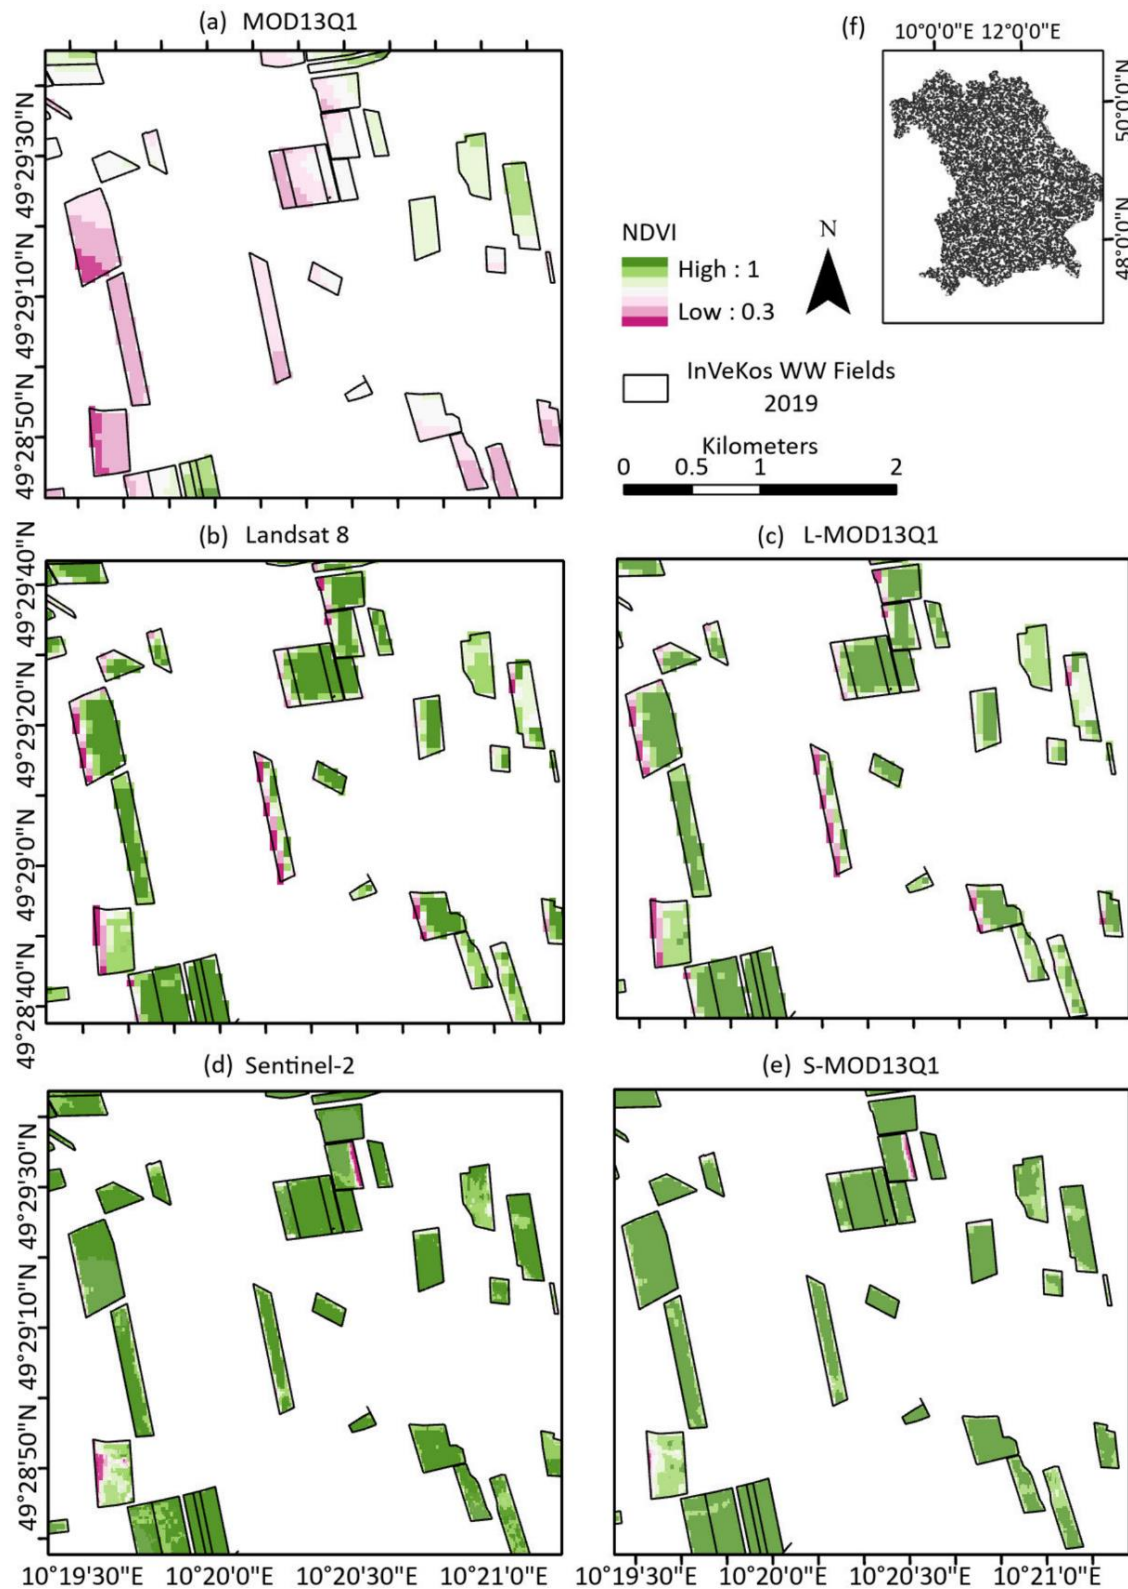 (a) MOD13Q1
(f)
10°0'0"E 12°0'0"E
50°0'0"N
48°0'0"N
49°29'30"N
49°29'10"N
49°28'50"N
NDVI
High : 1
Low : 0.3
N
InVeKos WW Fields
2019
Kilometers
0 0.5 1 2
(b) Landsat 8
(c) L-MOD13Q1
49°29'40"N
49°29'20"N
49°29'0"N
49°28'40"N
(d) Sentinel-2
(e) S-MOD13Q1
49°29'30"N
49°29'10"N
49°28'50"N
10°19'30"E 10°20'0"E 10°20'30"E 10°21'0"E
10°19'30"E 10°20'0"E 10°20'30"E 10°21'0"E